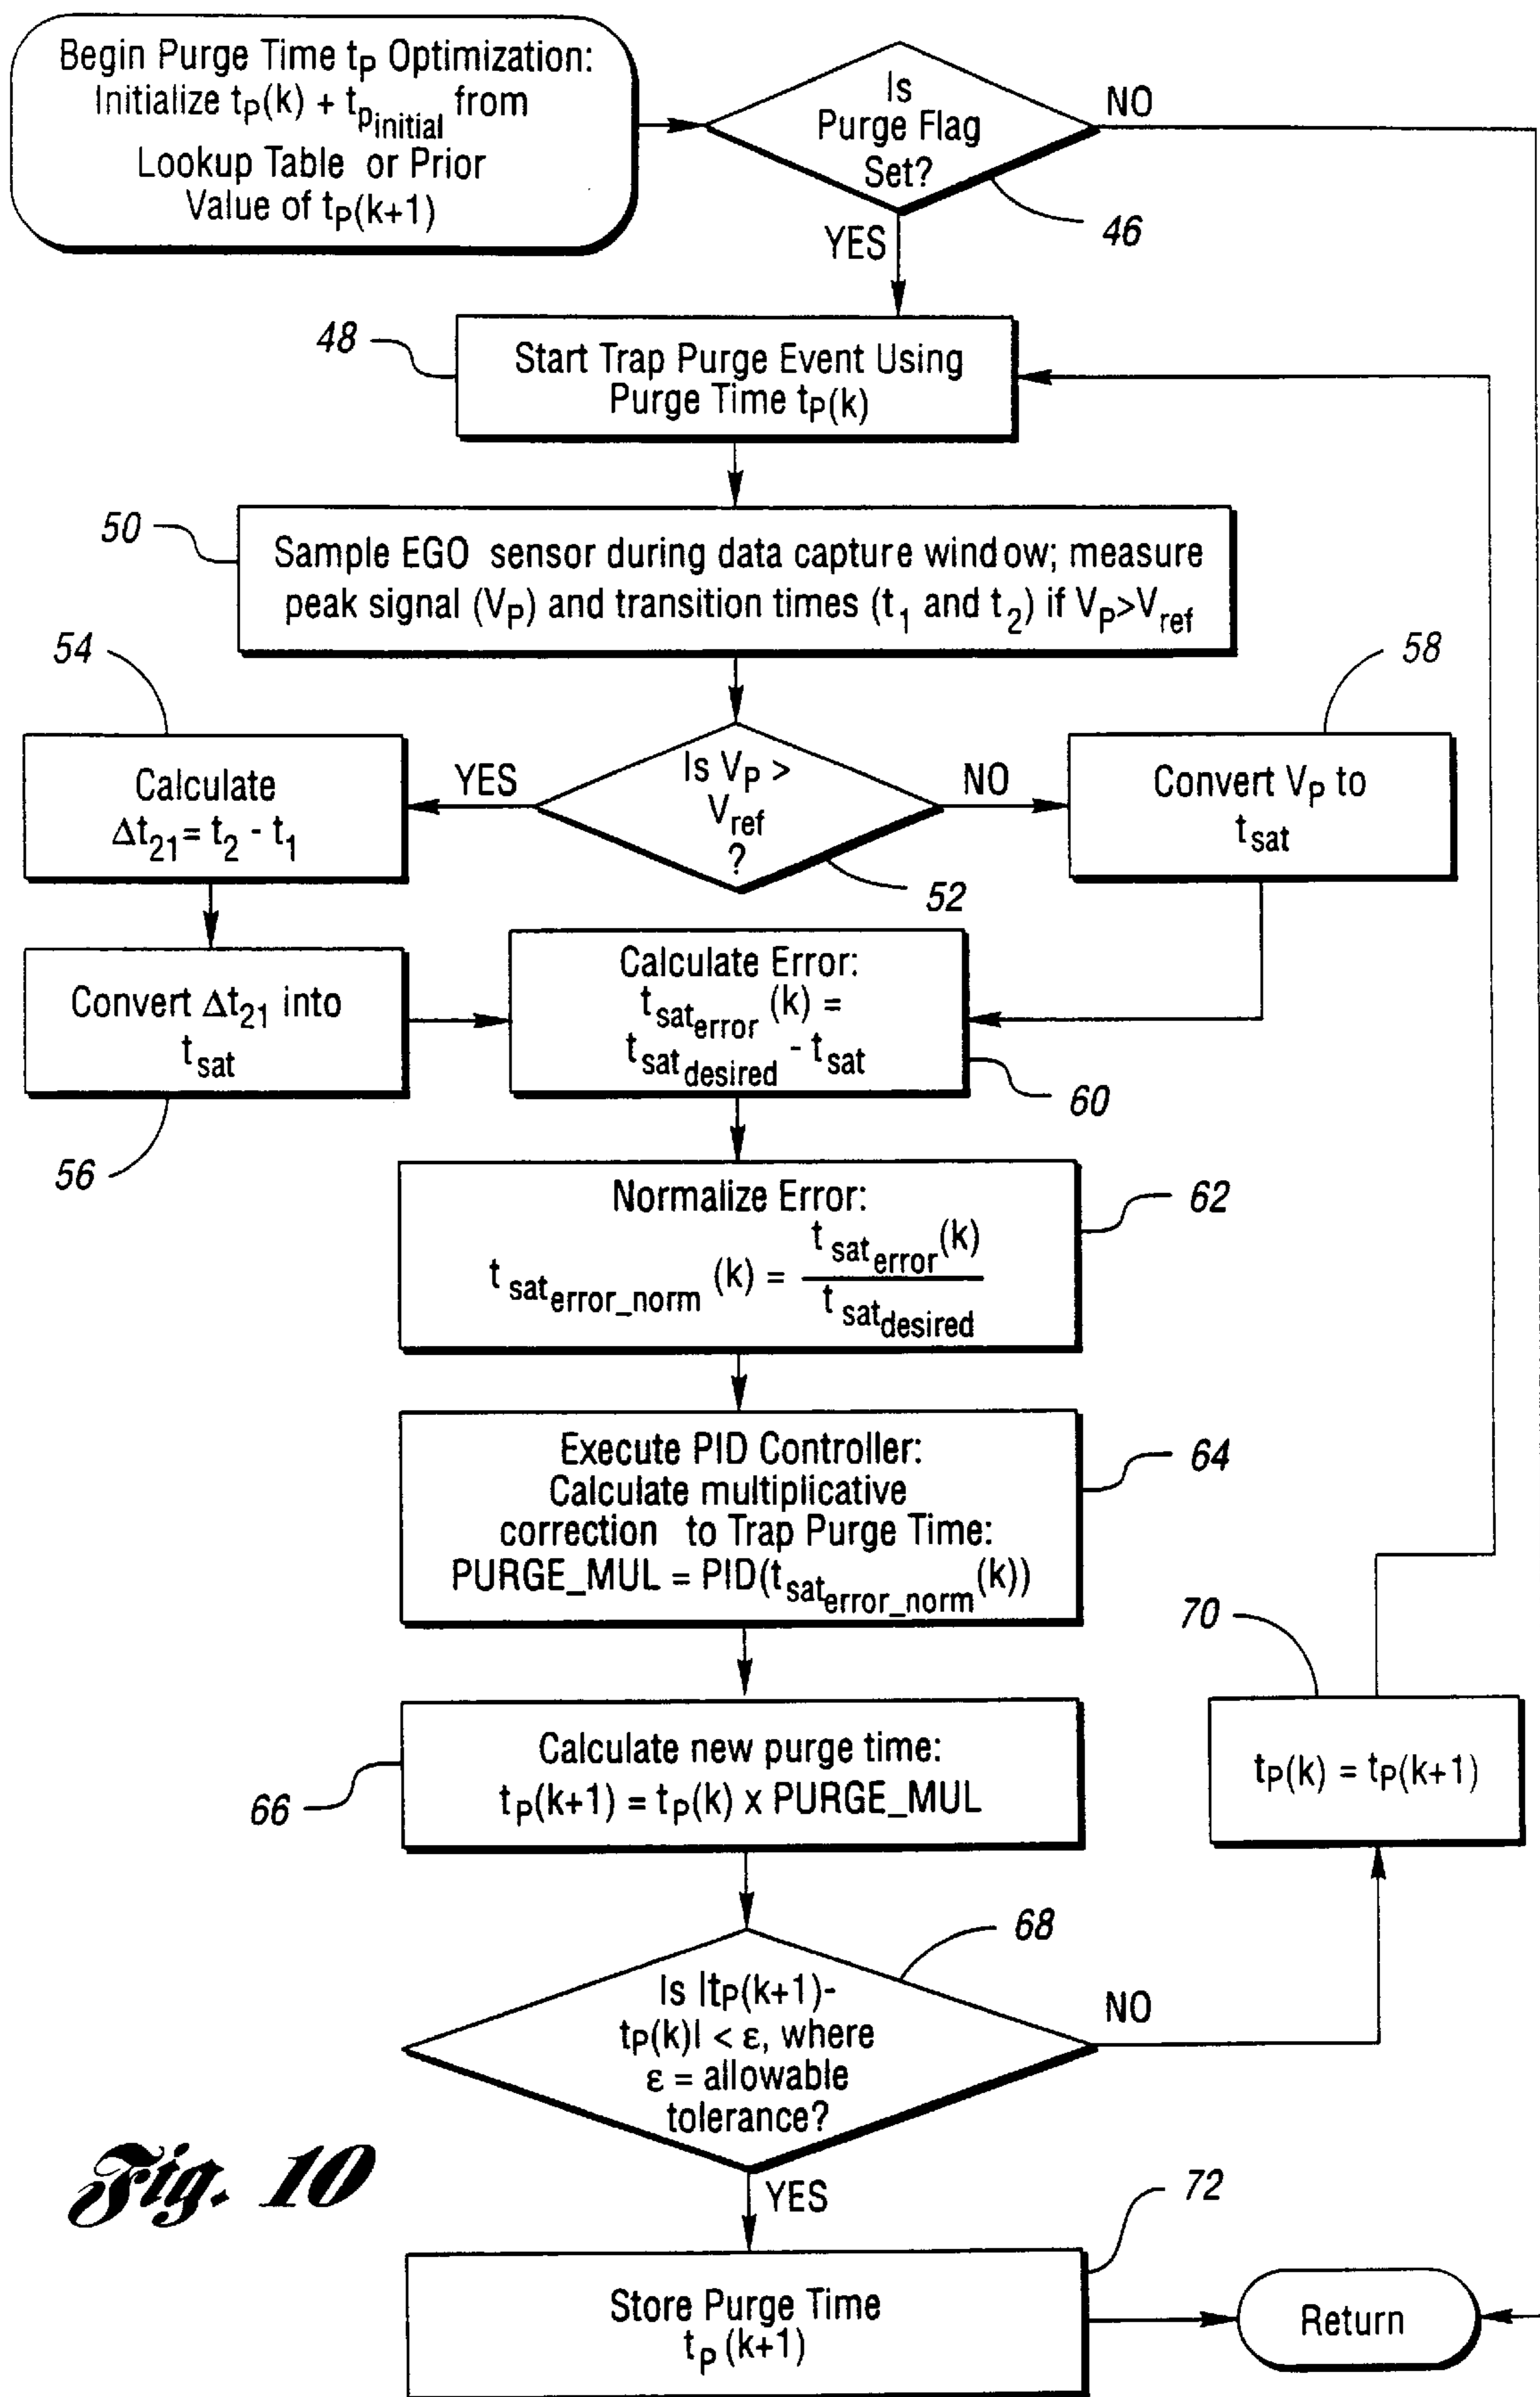 Begin Purge Time tP Optimization:
Initialize tP(k) + tpinitial from
Lookup Table or Prior
Value of tP(k+1)
Is
Purge Flag
Set?
NO
46
YES
48
Start Trap Purge Event Using
Purge Time tP(k)
50
Sample EGO sensor during data capture window; measure
peak signal (VP) and transition times (t1 and t2) if VP>Vref
54
58
Calculate
Δt21= t2 - t1
YES
Is VP >
Vref
?
NO
52
Convert VP to
tsat
Convert Δt21 into
tsat
56
Calculate Error:
tsaterror (k) =
tsatdesired - tsat
60
Normalize Error:
tsaterror_norm (k) = tsaterror(k)
tsatdesired
62
Execute PID Controller:
Calculate multiplicative
correction to Trap Purge Time:
PURGE_MUL = PID(tsaterror_norm(k))
64
70
Calculate new purge time:
tP(k+1) = tP(k) x PURGE_MUL
66
tP(k) = tP(k+1)
68
Is ltP(k+1)-
tP(k)l < ε, where
ε = allowable
tolerance?
NO
Fig. 10
YES
72
Store Purge Time
tp (k+1)
Return